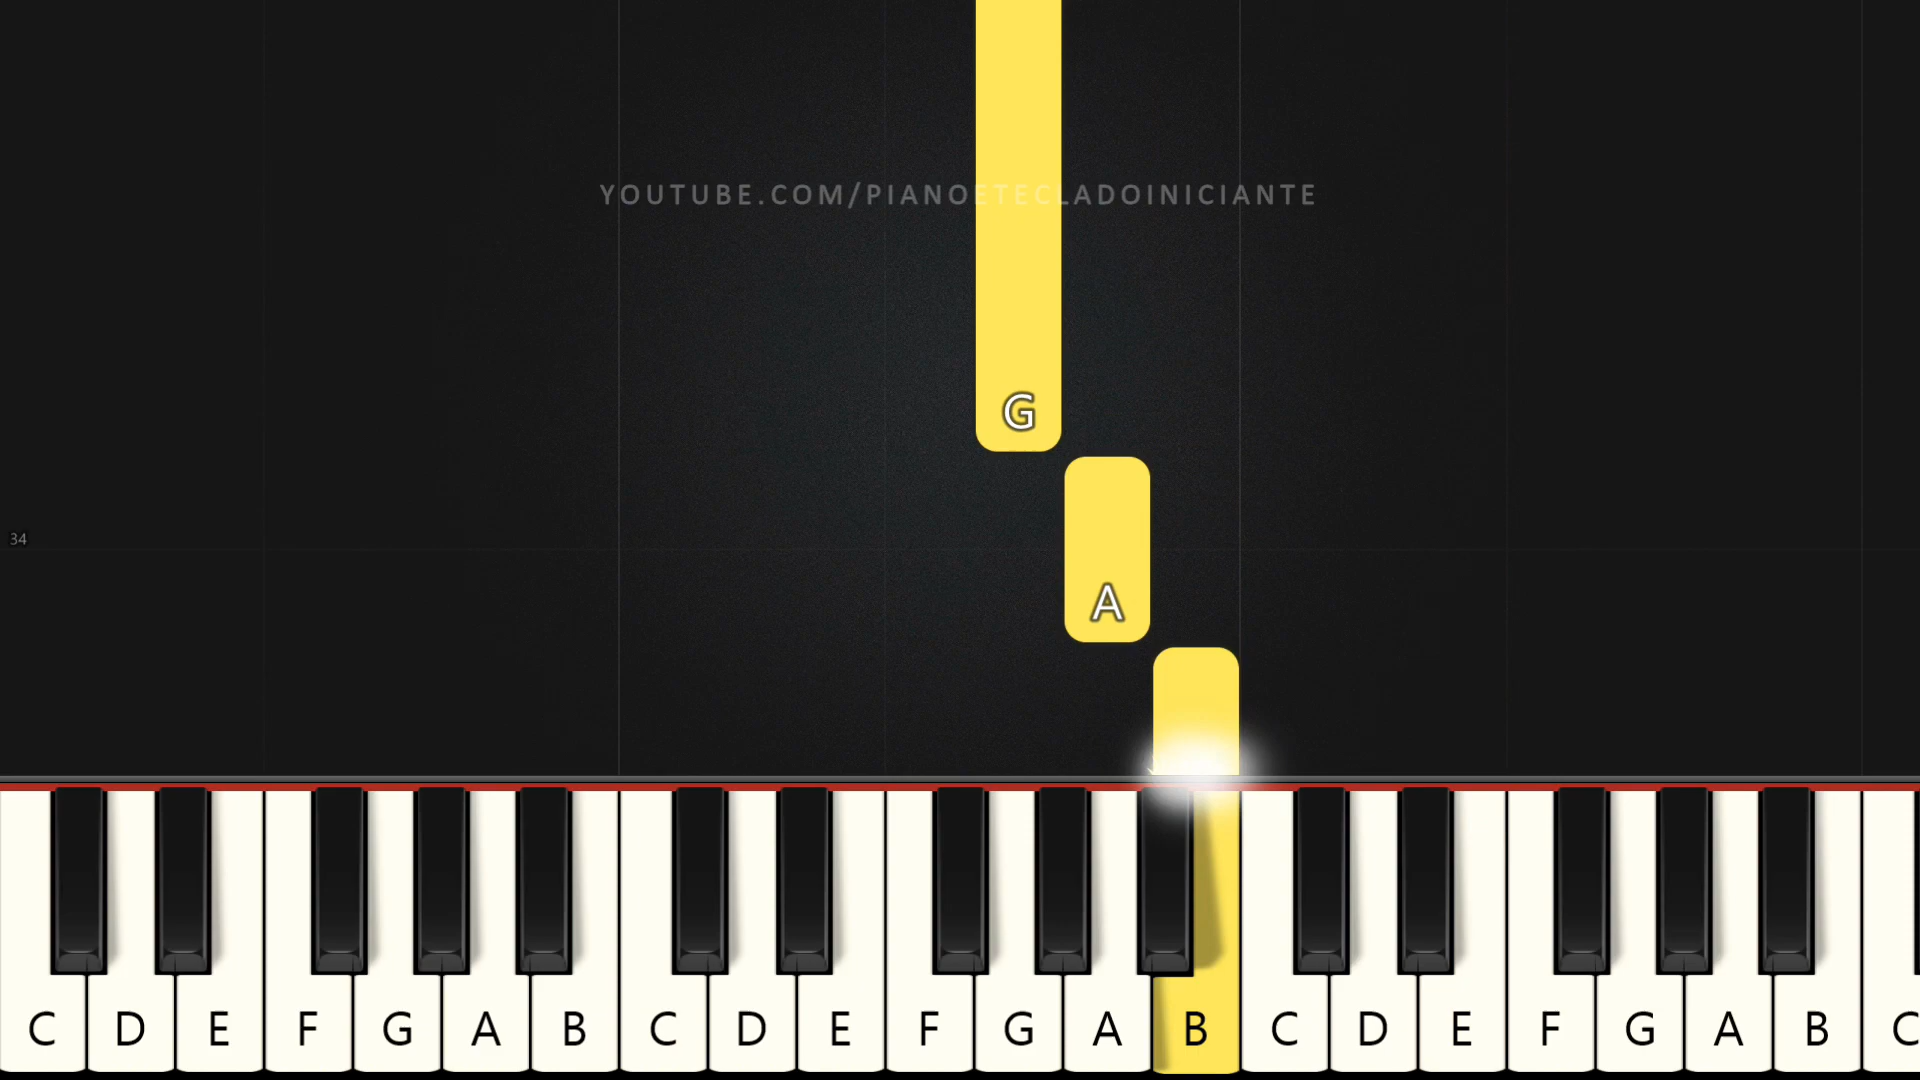 YOUTUBE.COM/PIANOETECLADOINICIANTE
G
34
A
C D E F G A B C D E F G A B C D E F G A B C